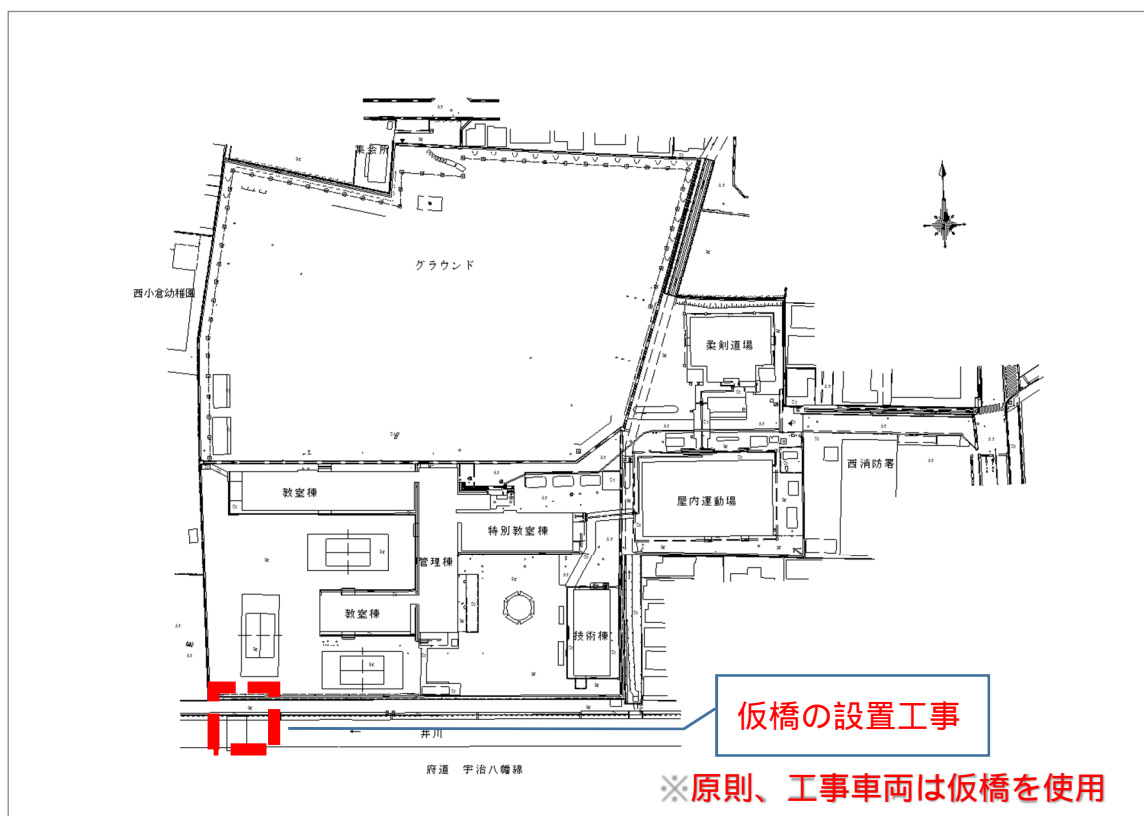 集会所
グラウンド
西小倉幼稚園
柔剣道場
西消防署
教室棟
屋内運動場
特別教室棟
管理棟
教室棟
技術棟
仮橋の設置工事
井川
府道 宇治八幡線
※原則、工事車両は仮橋を使用